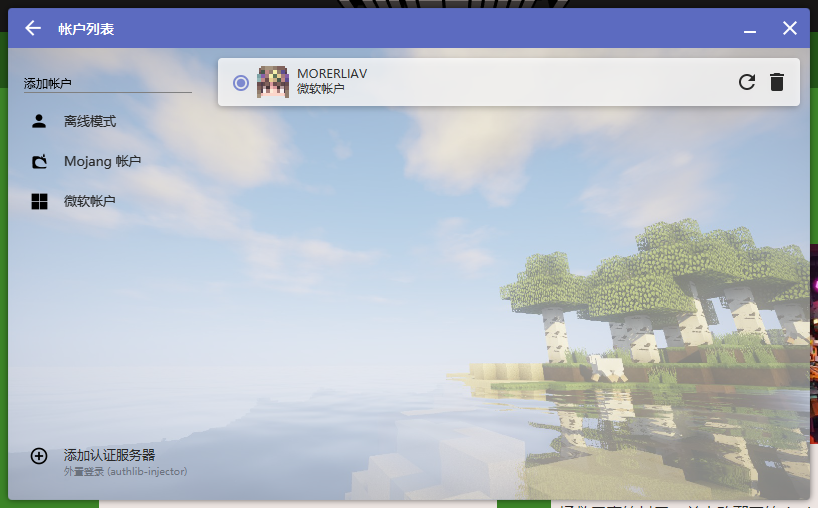 帐户列表
添加帐户
离线模式
Mojang 帐户
微软帐户
MORERLIAV
微软帐户
添加认证服务器
外置登录 (authlib-injector)